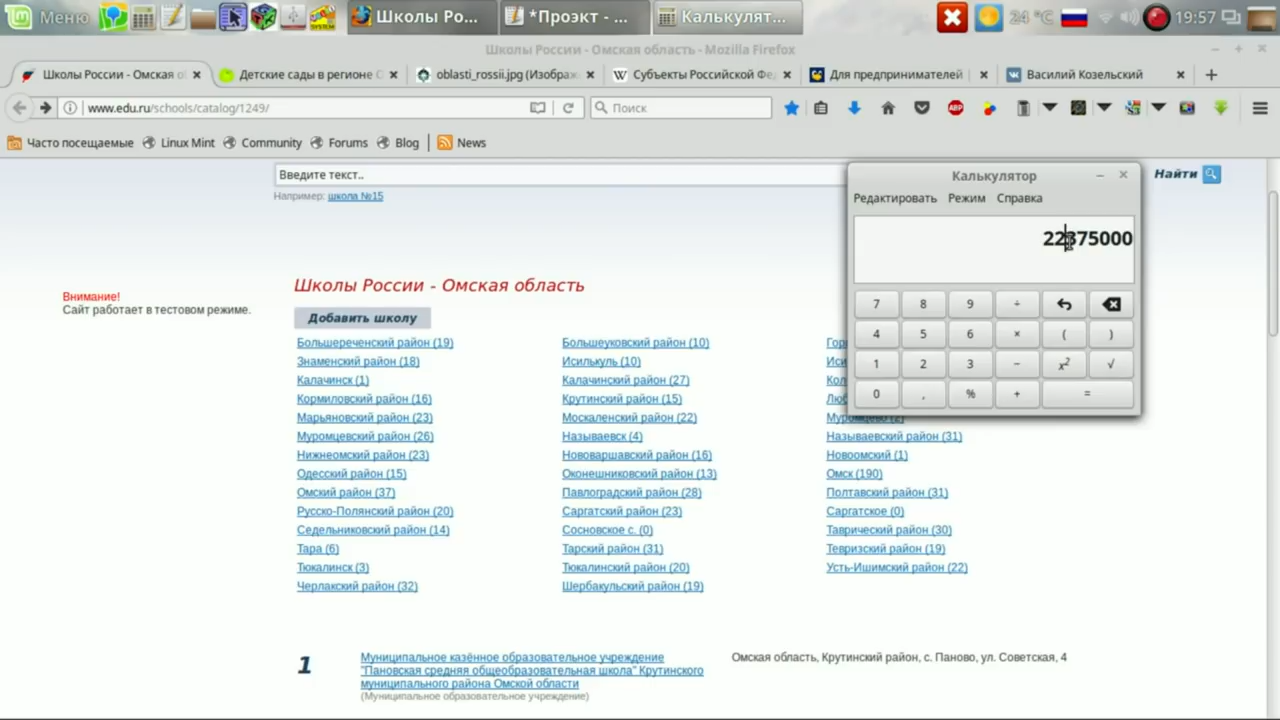 Меню
Школы Ро...
*Проэкт - ...
Калькулят...
24 °C
19:57
Школы России - Омская область - Mozilla Firefox
Школы России - Омская об
Детские сады в регионе О
oblasti_rossii.jpg (Изображ
Субъекты Российской Фе
Для предпринимателей
Василий Козельский
www.edu.ru/schools/catalog/1249/
Поиск
ABP
Часто посещаемые
Linux Mint
Community
Forums
Blog
News
Введите текст..
Найти
Например: школа №15
Калькулятор
Редактировать Режим Справка
22375000
7 8 9 ÷
4 5 6 × ( )
1 2 3 − x² √
0 , % + =
Внимание!
Сайт работает в тестовом режиме.
Школы России - Омская область
Добавить школу
Большереченский район (19) Большеуковский район (10) Гор
Знаменский район (18) Исилькуль (10) Иси
Калачинск (1) Калачинский район (27) Кол
Кормиловский район (16) Крутинский район (15) Лю
Марьяновский район (23) Москаленский район (22) Муромцево (2)
Муромцевский район (26) Называевск (4) Называевский район (31)
Нижнеомский район (23) Нововаршавский район (16) Новоомский (1)
Одесский район (15) Оконешниковский район (13) Омск (190)
Омский район (37) Павлоградский район (28) Полтавский район (31)
Русско-Полянский район (20) Саргатский район (23) Саргатское (0)
Седельниковский район (14) Сосновское с. (0) Таврический район (30)
Тара (6) Тарский район (31) Тевризский район (19)
Тюкалинск (3) Тюкалинский район (20) Усть-Ишимский район (22)
Черлакский район (32) Шербакульский район (19)
1
Муниципальное казённое образовательное учреждение
"Пановская средняя общеобразовательная школа" Крутинского
муниципального района Омской области
(Муниципальное образовательное учреждение)
Омская область, Крутинский район, с. Паново, ул. Советская, 4